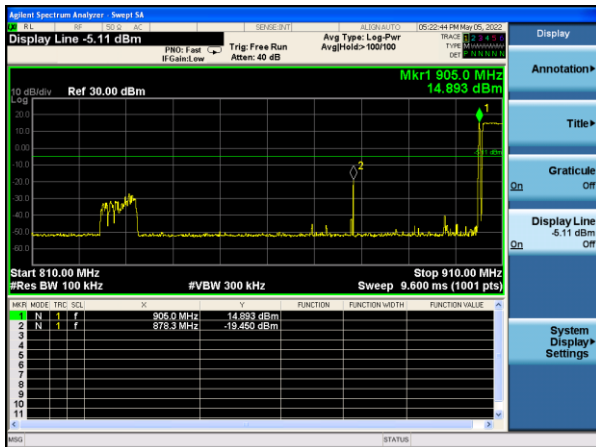 Agilent Spectrum Analyzer - Swept SA
RL RF 50 Ω AC SENSE:INT ALIGN AUTO 05:22:44 PM May 05, 2022
Display Line -5.11 dBm
PNO: Fast
IFGain:Low
Trig: Free Run
Atten: 40 dB
Avg Type: Log-Pwr
Avg|Hold:> 100/100
TRACE 1 2 3 4 5 6
TYPE M
DET P N N N N N
Mkr1 905.0 MHz
14.893 dBm
10 dB/div Ref 30.00 dBm
Log
20.0
10.0
0.00
-10.0
-20.0
-30.0
-40.0
-50.0
-60.0
1
2
-5.11 dBm
Start 810.00 MHz Stop 910.00 MHz
#Res BW 100 kHz #VBW 300 kHz Sweep 9.600 ms (1001 pts)
MKR MODE TRC SCL X Y FUNCTION FUNCTION WIDTH FUNCTION VALUE
1 N 1 f 905.0 MHz 14.893 dBm
2 N 1 f 878.3 MHz -19.450 dBm
3
4
5
6
7
8
9
10
11
MSG STATUS
Display
Annotation
Title
Graticule
On Off
Display Line
-5.11 dBm
On Off
System
Display
Settings